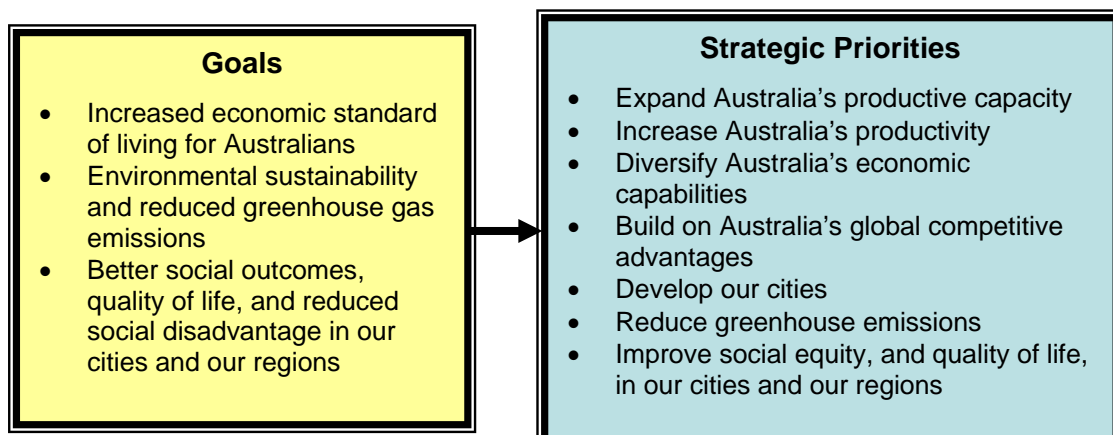 Goals
• Increased economic standard
of living for Australians
• Environmental sustainability
and reduced greenhouse gas
emissions
• Better social outcomes,
quality of life, and reduced
social disadvantage in our
cities and our regions
Strategic Priorities
• Expand Australia’s productive capacity
• Increase Australia’s productivity
• Diversify Australia’s economic
capabilities
• Build on Australia’s global competitive
advantages
• Develop our cities
• Reduce greenhouse emissions
• Improve social equity, and quality of life,
in our cities and our regions